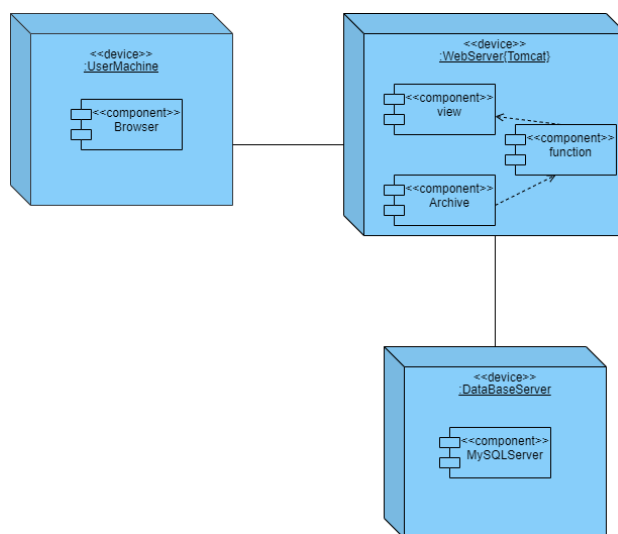 <<device>>
:UserMachine
<<component>>
Browser
<<device>>
:WebServer{Tomcat}
<<component>>
view
<<component>>
function
<<component>>
Archive
<<device>>
:DataBaseServer
<<component>>
MySQLServer